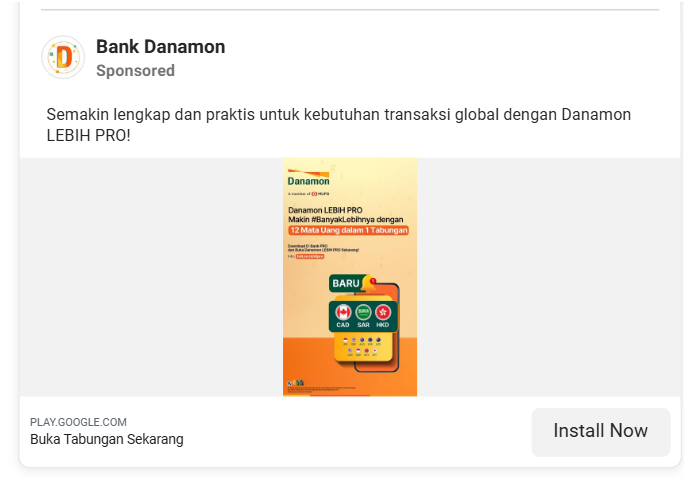 Bank Danamon
Sponsored
Semakin lengkap dan praktis untuk kebutuhan transaksi global dengan Danamon
LEBIH PRO!
Danamon
A member of MUFG
Danamon LEBIH PRO
Makin #BanyakLebihnya dengan
12 Mata Uang dalam 1 Tabungan
Download D-Bank PRO
dan Buka Danamon LEBIH PRO Sekarang!
BARU
1
CAD SAR HKD
PLAY.GOOGLE.COM
Buka Tabungan Sekarang
Install Now